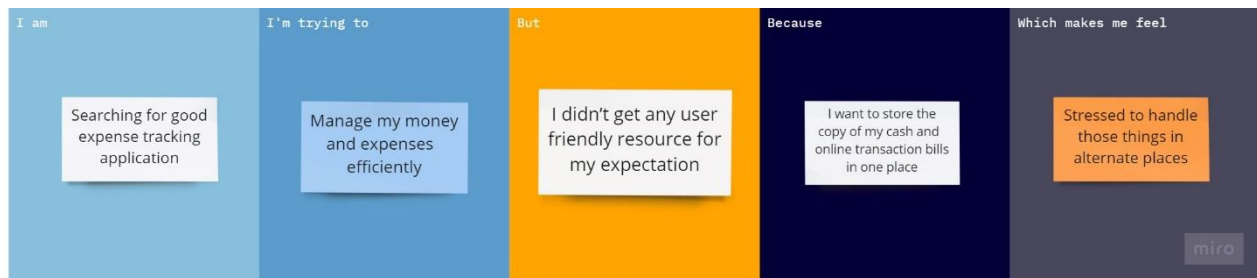 I am
I'm trying to
But
Because
Which makes me feel
Searching for good
expense tracking
application
Manage my money
and expenses
efficiently
I didn't get any user
friendly resource for
my expectation
I want to store the
copy of my cash and
online transaction bills
in one place
Stressed to handle
those things in
alternate places
miro